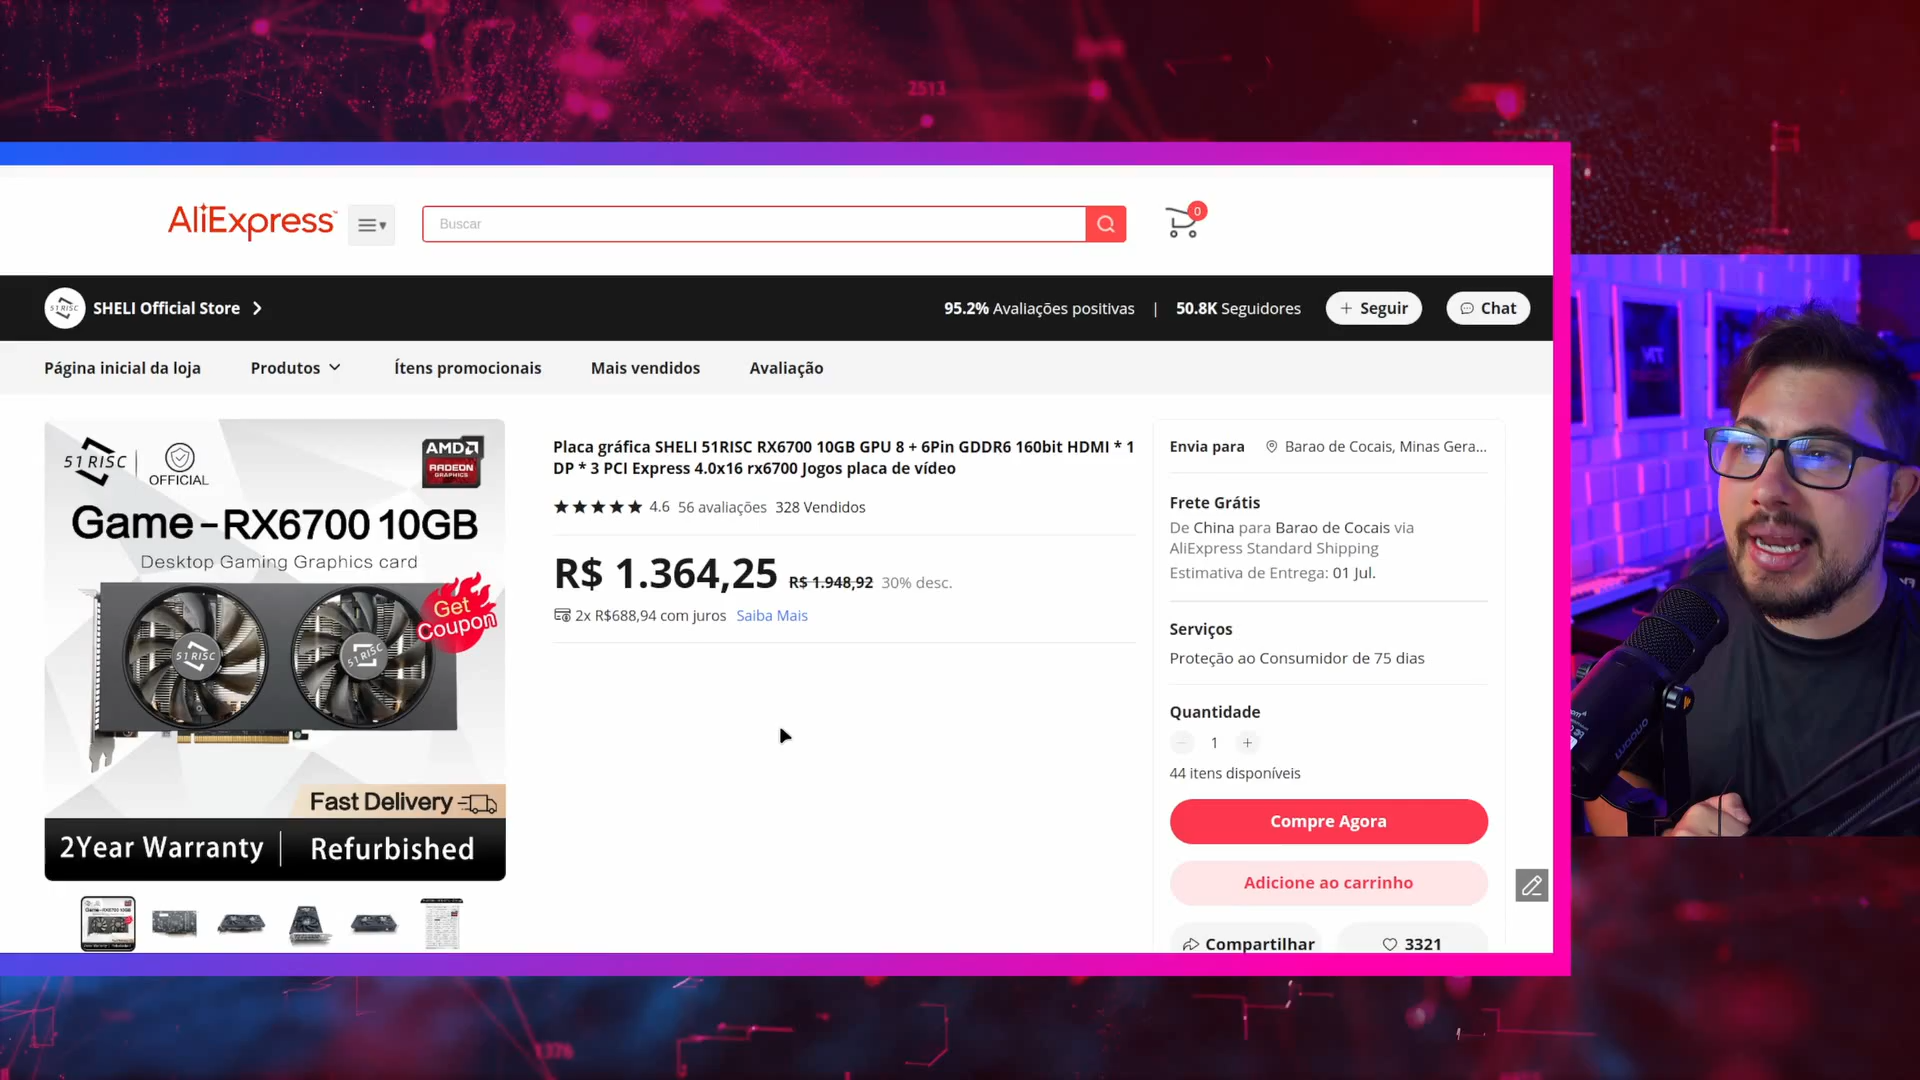 2513
AliExpress
Buscar
0
51RISC
SHELI Official Store
95.2% Avaliações positivas | 50.8K Seguidores
+ Seguir
Chat
Página inicial da loja
Produtos
Ítens promocionais
Mais vendidos
Avaliação
51RISC
OFFICIAL
AMD
RADEON
GRAPHICS
Game-RX6700 10GB
Desktop Gaming Graphics card
Get
Coupon
51RISC
51RISC
Fast Delivery
2Year Warranty | Refurbished
Placa gráfica SHELI 51RISC RX6700 10GB GPU 8 + 6Pin GDDR6 160bit HDMI * 1
DP * 3 PCI Express 4.0x16 rx6700 Jogos placa de vídeo
4.6 56 avaliações 328 Vendidos
R$ 1.364,25 R$ 1.948,92 30% desc.
2x R$688,94 com juros Saiba Mais
Envia para Barao de Cocais, Minas Gera...
Frete Grátis
De China para Barao de Cocais via
AliExpress Standard Shipping
Estimativa de Entrega: 01 Jul.
Serviços
Proteção ao Consumidor de 75 dias
Quantidade
- 1 +
44 itens disponíveis
Compre Agora
Adicione ao carrinho
Compartilhar
3321
1376